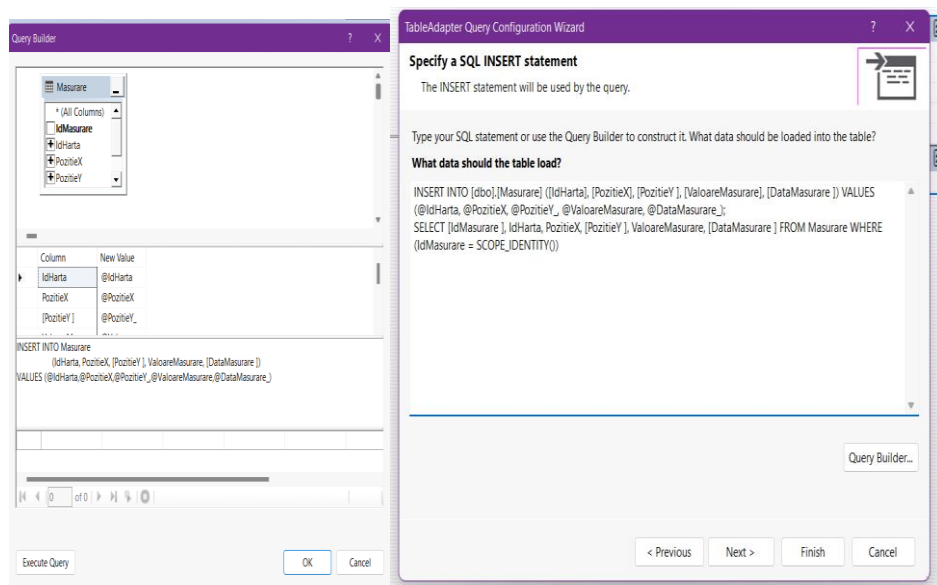 Query Builder
? X
Masurare
* (All Columns)
IdMasurare
IdHarta
PozitieX
PozitieY
Column New Value
IdHarta @IdHarta
PozitieX @PozitieX
[PozitieY ] @PozitieY_
INSERT INTO Masurare
(IdHarta, PozitieX, [PozitieY ], ValoareMasurare, [DataMasurare ])
VALUES (@IdHarta,@PozitieX,@PozitieY_,@ValoareMasurare,@DataMasurare_)
0 of 0
Execute Query OK Cancel
TableAdapter Query Configuration Wizard
? X
Specify a SQL INSERT statement
The INSERT statement will be used by the query.
Type your SQL statement or use the Query Builder to construct it. What data should be loaded into the table?
What data should the table load?
INSERT INTO [dbo].[Masurare] ([IdHarta], [PozitieX], [PozitieY ], [ValoareMasurare], [DataMasurare ]) VALUES
(@IdHarta, @PozitieX, @PozitieY_, @ValoareMasurare, @DataMasurare_);
SELECT [IdMasurare ], IdHarta, PozitieX, [PozitieY ], ValoareMasurare, [DataMasurare ] FROM Masurare WHERE
(IdMasurare = SCOPE_IDENTITY())
Query Builder...
< Previous Next > Finish Cancel